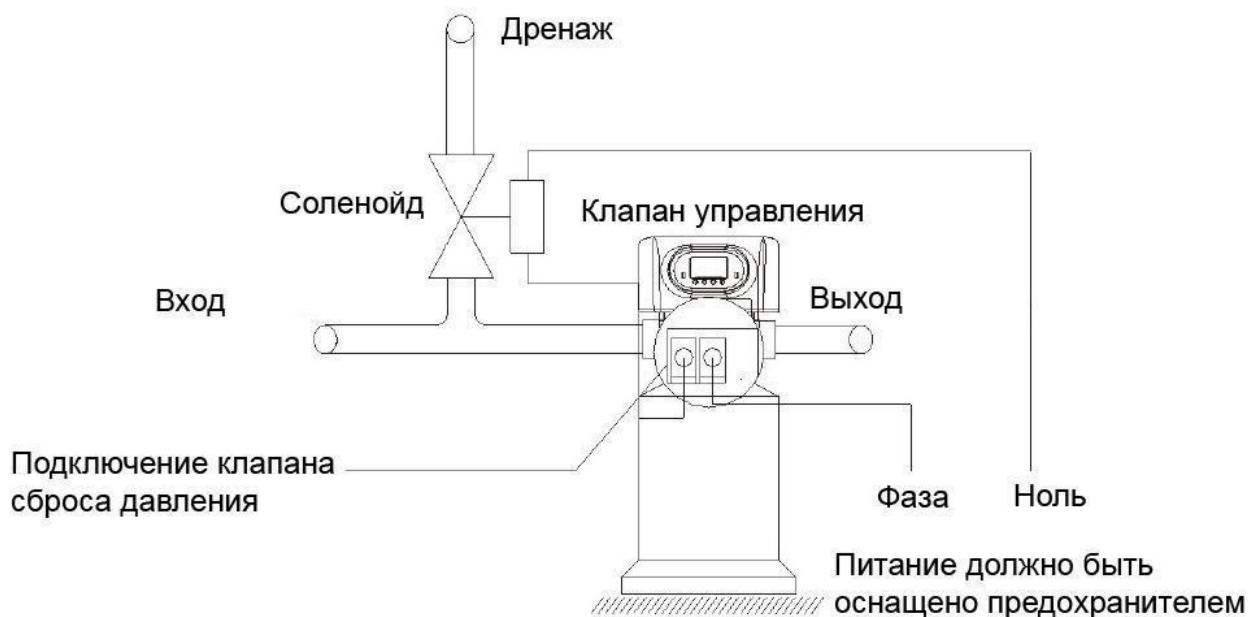 Дренаж
Соленойд
Клапан управления
Вход
Выход
Подключение клапана
сброса давления
Фаза
Ноль
Питание должно быть
оснащено предохранителем